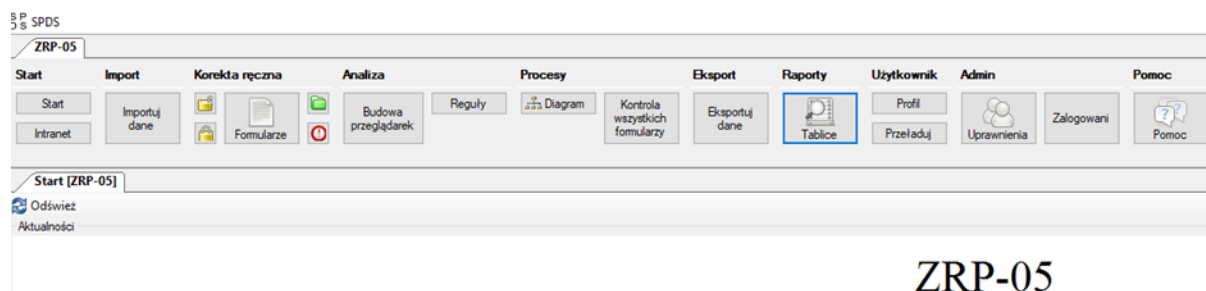 SPDS SPDS
ZRP-05
Start Import Korekta ręczna Analiza Procesy Eksport Raporty Użytkownik Admin Pomoc
Start
Intranet
Importuj
dane
Formularze
Budowa
przeglądarek
Reguły
Diagram
Kontrola
wszystkich
formularzy
Eksportuj
dane
Tablice
Profil
Przeładuj
Uprawnienia
Zalogowani
Pomoc
Start [ZRP-05]
Odśwież
Aktualności
ZRP-05